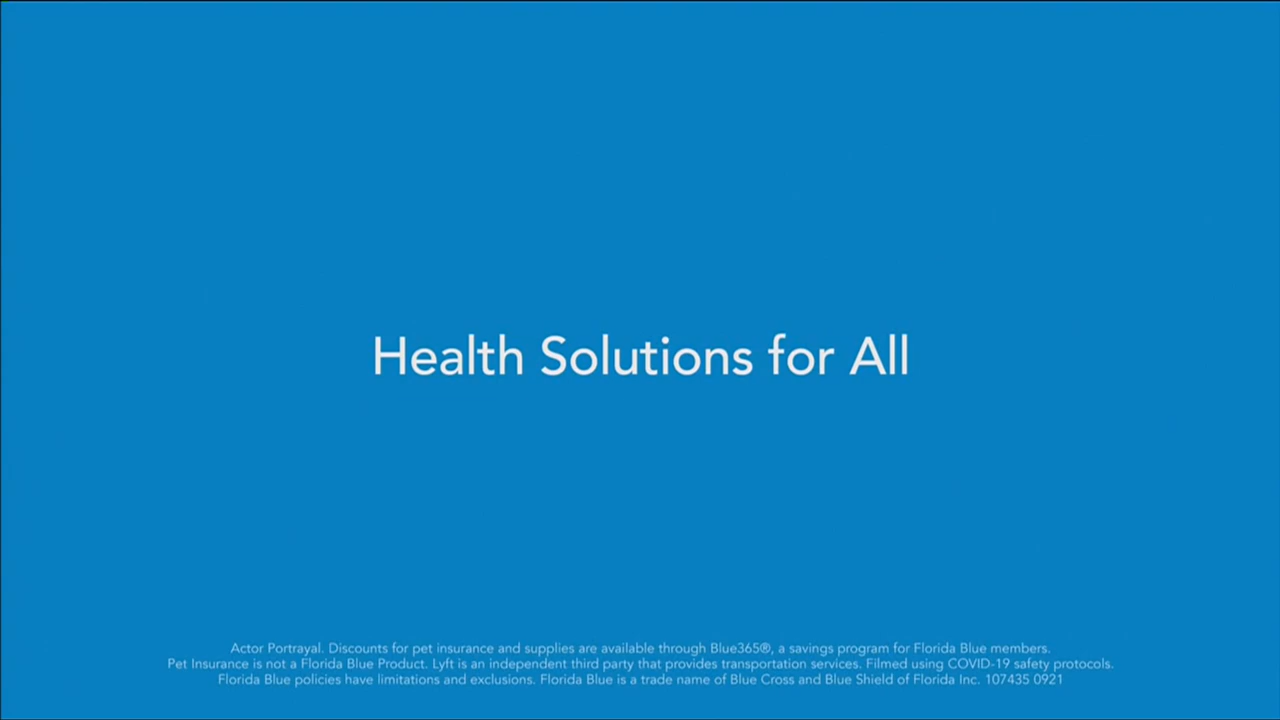 Health Solutions for All
Actor Portrayal. Discounts for pet insurance and supplies are available through Blue365®, a savings program for Florida Blue members.
Pet Insurance is not a Florida Blue Product. Lyft is an independent third party that provides transportation services. Filmed using COVID-19 safety protocols.
Florida Blue policies have limitations and exclusions. Florida Blue is a trade name of Blue Cross and Blue Shield of Florida Inc. 107435 0921